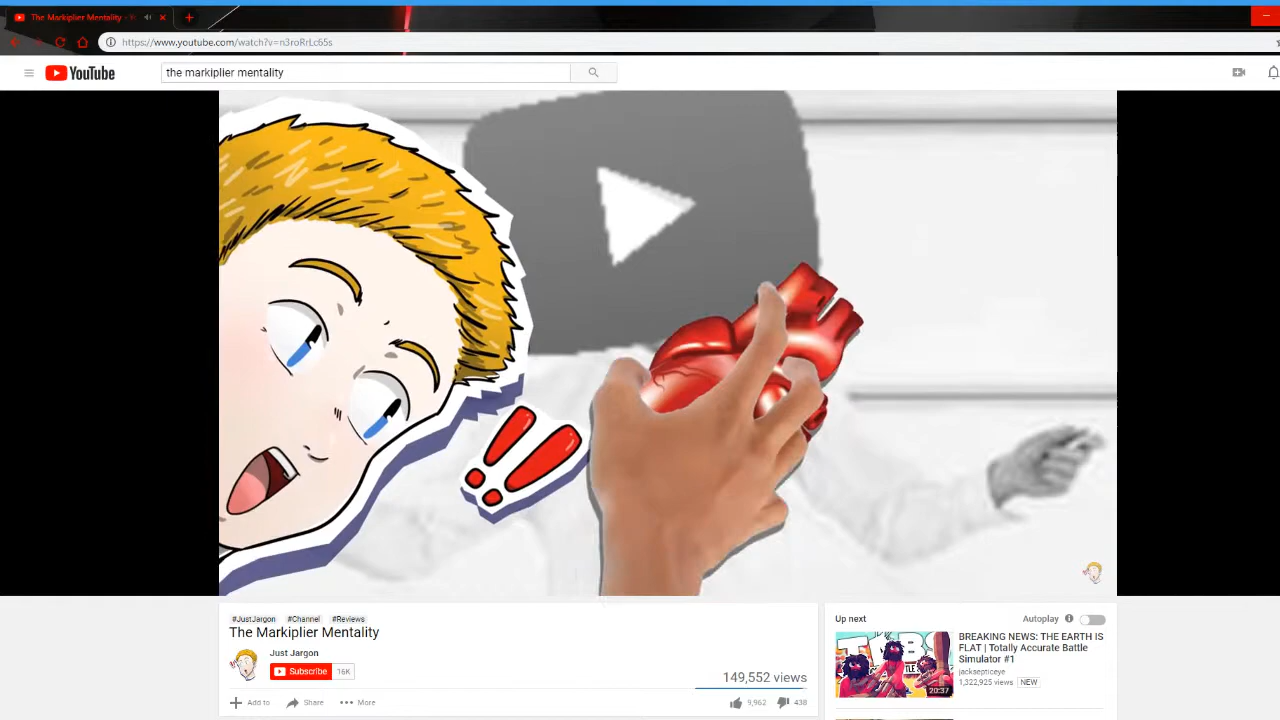 The Markiplier Mentality
https://www.youtube.com/watch?v=n3roRrLc65s
YouTube
the markiplier mentality
!!
#JustJargon #Channel #Reviews
The Markiplier Mentality
Just Jargon
Subscribe 16K
149,552 views
Add to Share More
9,962 438
Up next
Autoplay
BREAKING NEWS: THE EARTH IS
FLAT | Totally Accurate Battle
Simulator #1
jacksepticeye
1,322,925 views NEW
20:37